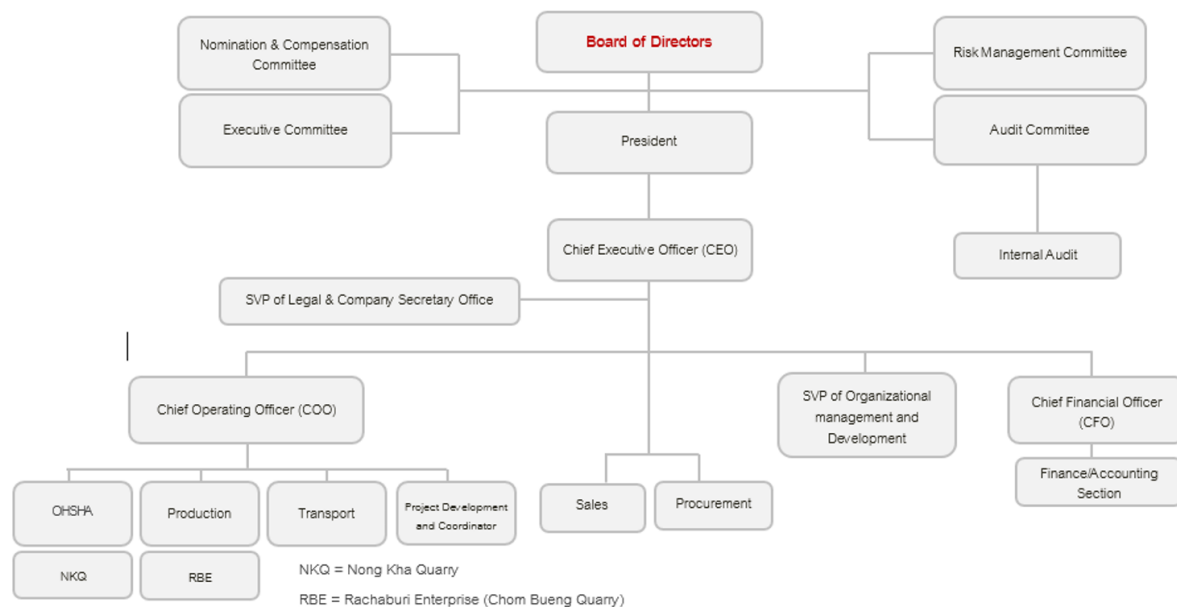 Board of Directors
Nomination & Compensation
Committee
Executive Committee
Risk Management Committee
Audit Committee
President
Internal Audit
Chief Executive Officer (CEO)
SVP of Legal & Company Secretary Office
Chief Operating Officer (COO)
SVP of Organizational
management and
Development
Chief Financial Officer
(CFO)
Finance/Accounting
Section
OHSHA
Production
Transport
Project Development
and Coordinator
Sales
Procurement
NKQ
RBE
NKQ = Nong Kha Quarry
RBE = Rachaburi Enterprise (Chom Bueng Quarry)